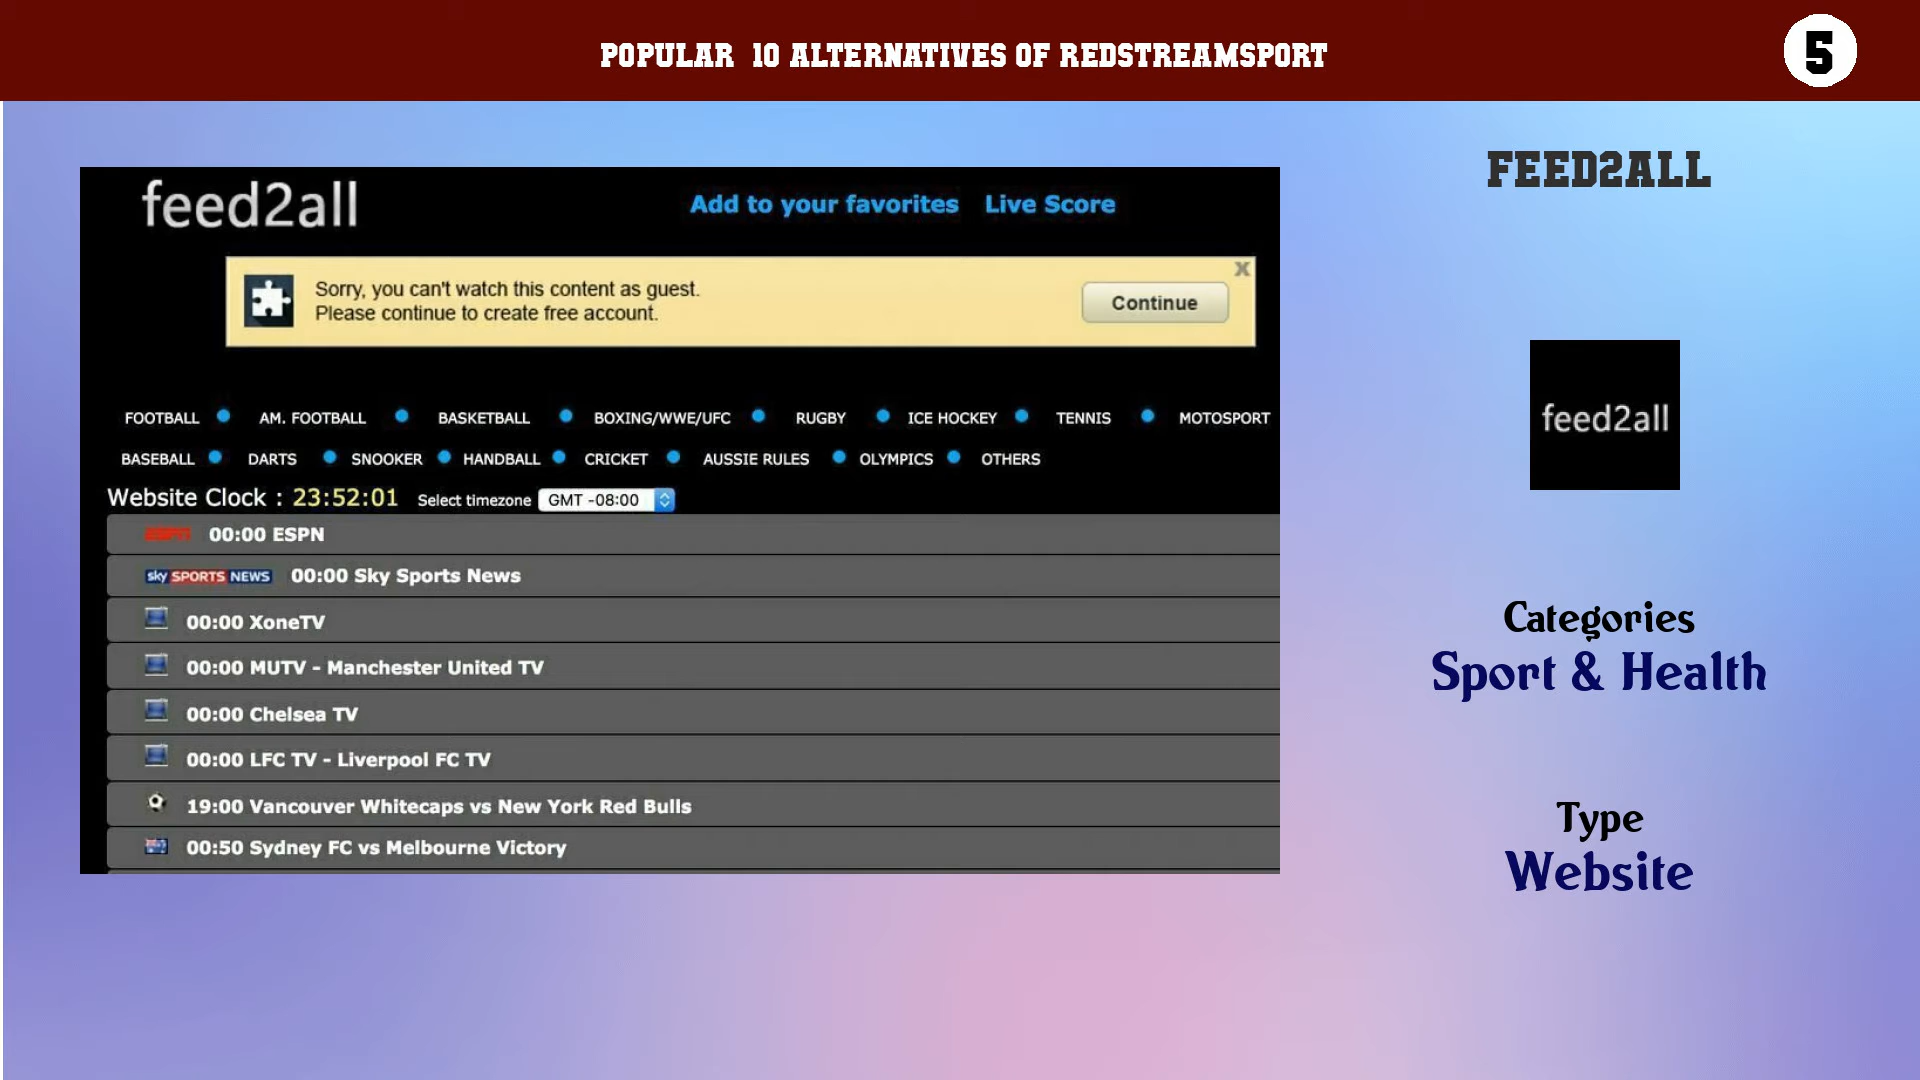 POPULAR 10 ALTERNATIVES OF REDSTREAMSPORT
5
feed2all
Add to your favorites Live Score
Sorry, you can't watch this content as guest.
Please continue to create free account.
x
Continue
FOOTBALL AM. FOOTBALL BASKETBALL BOXING/WWE/UFC RUGBY ICE HOCKEY TENNIS MOTOSPORT
BASEBALL DARTS SNOOKER HANDBALL CRICKET AUSSIE RULES OLYMPICS OTHERS
Website Clock : 23:52:01 Select timezone GMT -08:00
ESPN 00:00 ESPN
sky SPORTS NEWS 00:00 Sky Sports News
00:00 XoneTV
00:00 MUTV - Manchester United TV
00:00 Chelsea TV
00:00 LFC TV - Liverpool FC TV
19:00 Vancouver Whitecaps vs New York Red Bulls
00:50 Sydney FC vs Melbourne Victory
FEED2ALL
feed2all
Categories
Sport & Health
Type
Website